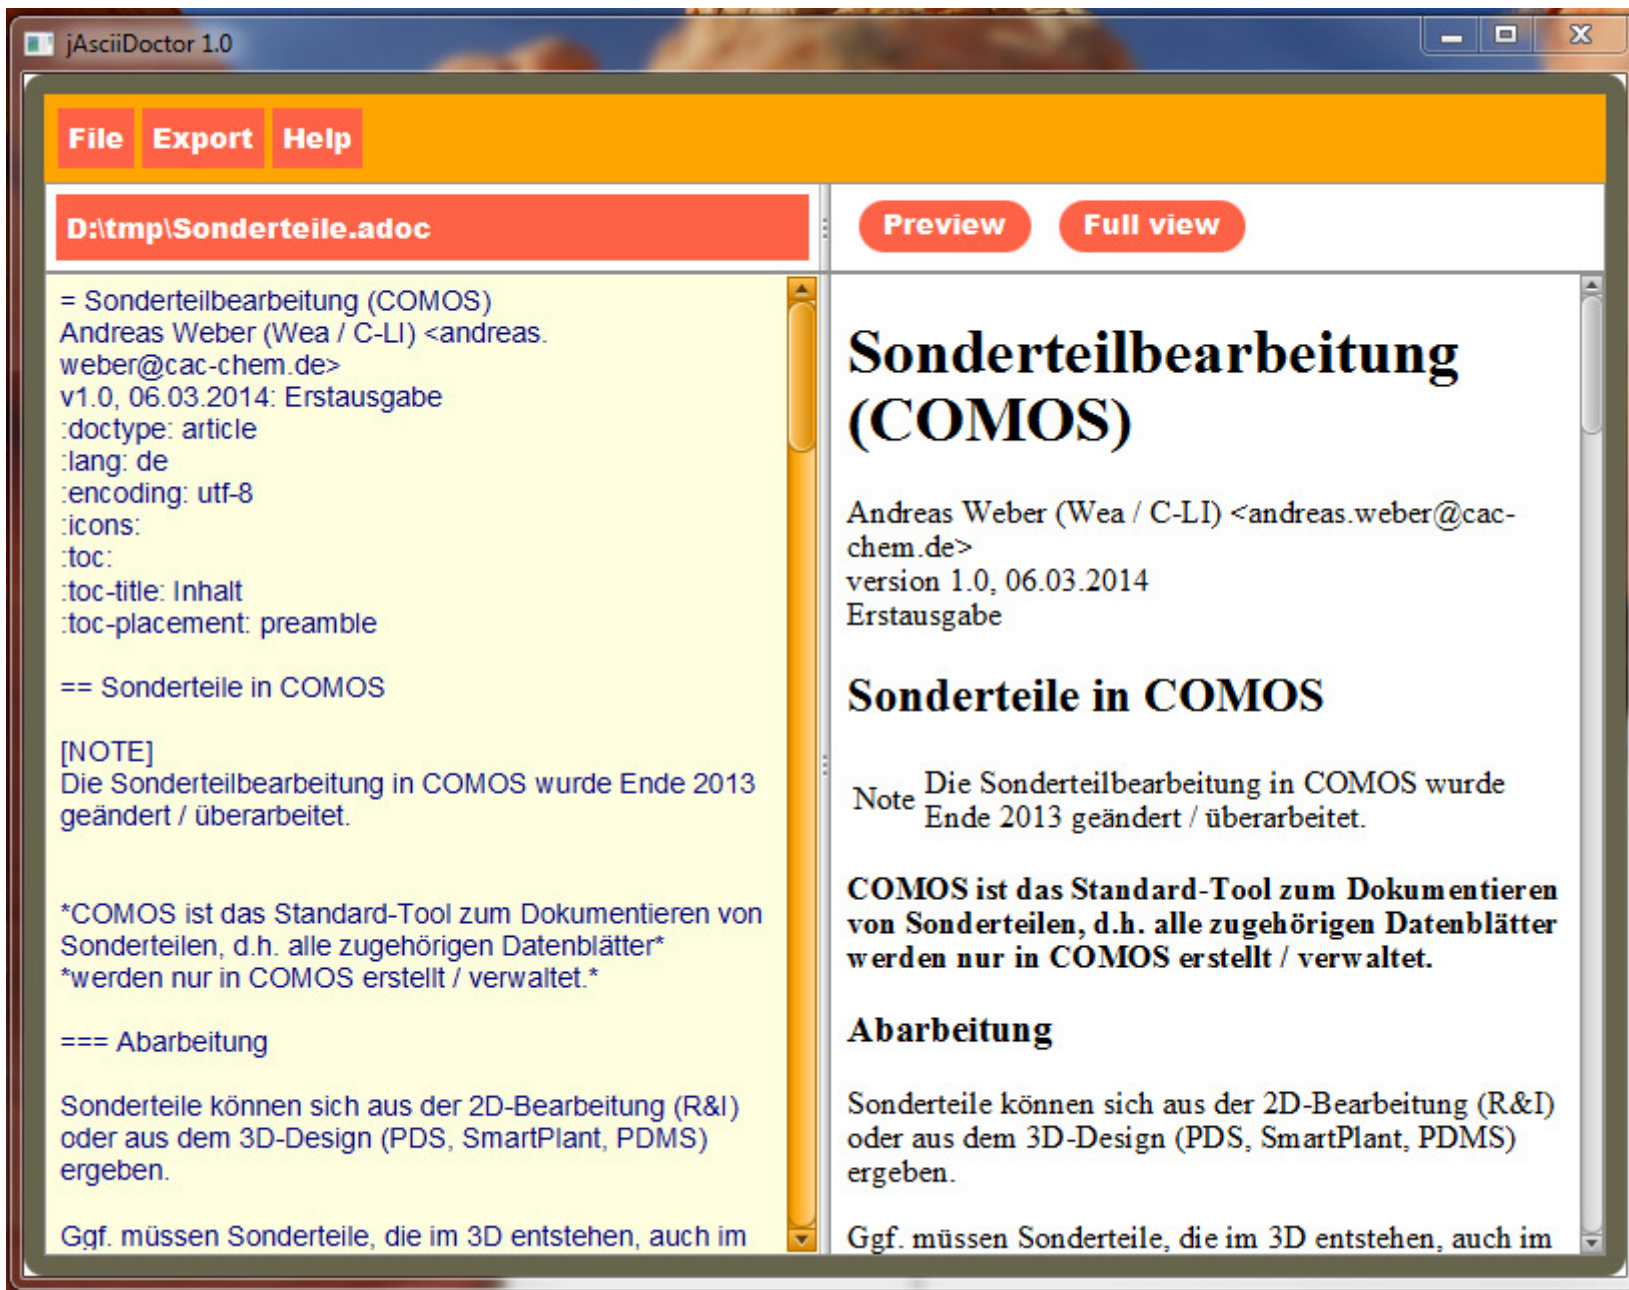 jAsciiDoctor 1.0
File Export Help
D:\tmp\Sonderteile.adoc
= Sonderteilbearbeitung (COMOS)
Andreas Weber (Wea / C-LI) <andreas.
weber@cac-chem.de>
v1.0, 06.03.2014: Erstausgabe
:doctype: article
:lang: de
:encoding: utf-8
:icons:
:toc:
:toc-title: Inhalt
:toc-placement: preamble
== Sonderteile in COMOS
[NOTE]
Die Sonderteilbearbeitung in COMOS wurde Ende 2013
geändert / überarbeitet.
*COMOS ist das Standard-Tool zum Dokumentieren von
Sonderteilen, d.h. alle zugehörigen Datenblätter*
*werden nur in COMOS erstellt / verwaltet.*
=== Abarbeitung
Sonderteile können sich aus der 2D-Bearbeitung (R&I)
oder aus dem 3D-Design (PDS, SmartPlant, PDMS)
ergeben.
Ggf. müssen Sonderteile, die im 3D entstehen, auch im
Preview Full view
Sonderteilbearbeitung
(COMOS)
Andreas Weber (Wea / C-LI) <andreas.weber@cac-
chem.de>
version 1.0, 06.03.2014
Erstausgabe
Sonderteile in COMOS
Note
Die Sonderteilbearbeitung in COMOS wurde
Ende 2013 geändert / überarbeitet.
COMOS ist das Standard-Tool zum Dokumentieren
von Sonderteilen, d.h. alle zugehörigen Datenblätter
werden nur in COMOS erstellt / verwaltet.
Abarbeitung
Sonderteile können sich aus der 2D-Bearbeitung (R&I)
oder aus dem 3D-Design (PDS, SmartPlant, PDMS)
ergeben.
Ggf. müssen Sonderteile, die im 3D entstehen, auch im